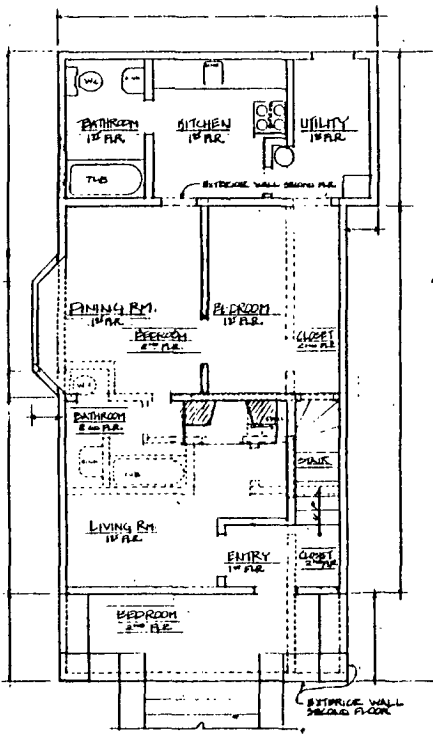 BATHROOM
1ST FLR.
KITCHEN
1ST FLR.
UTILITY
1ST FLR.
TUB
EXTERIOR WALL SECOND FLR.
DINING RM.
1ST FLR.
BEDROOM
1ST FLR.
BEDROOM
2ND FLR.
CLOSET
2ND FLR.
BATHROOM
2ND FLR.
TUB
STAIR
LIVING RM.
1ST FLR.
ENTRY
1ST FLR.
CLOSET
2ND FLR.
BEDROOM
2ND FLR.
EXTERIOR WALL
SECOND FLOOR